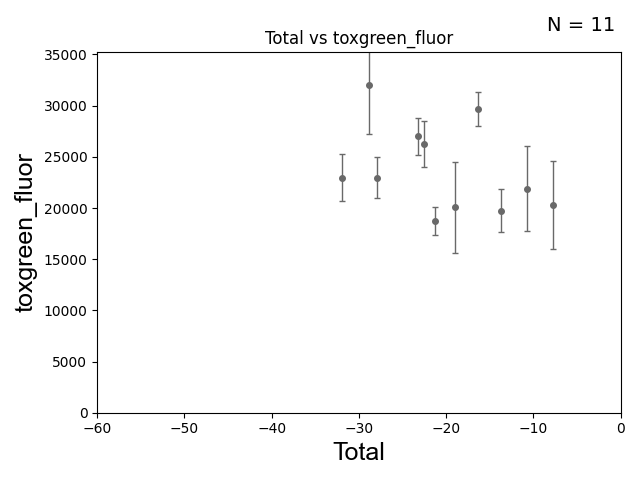 N = 11
Total vs toxgreen_fluor
35000
30000
25000
20000
15000
10000
5000
0
toxgreen_fluor
−60 −50 −40 −30 −20 −10 0
Total